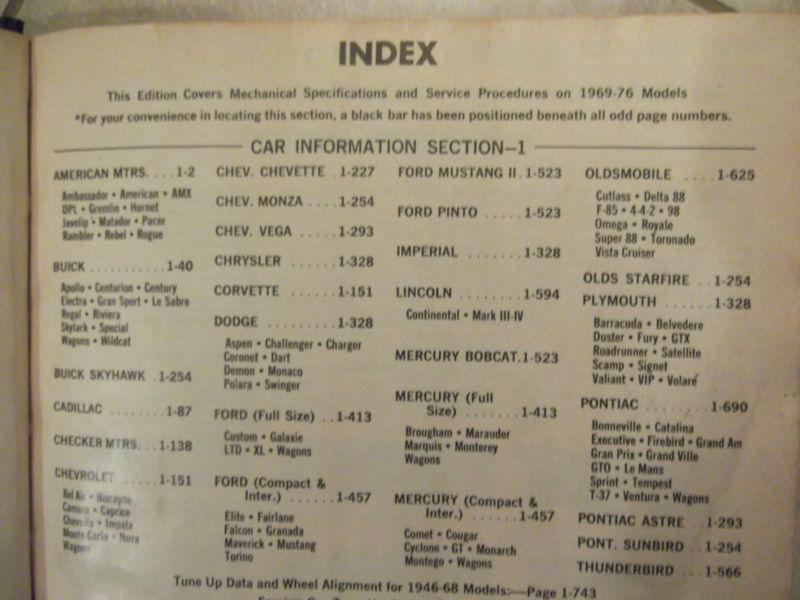 INDEX
This Edition Covers Mechanical Specifications and Service Procedures on 1969-76 Models
*For your convenience in locating this section, a black bar has been positioned beneath all odd page numbers.
CAR INFORMATION SECTION–1
AMERICAN MTRS. . . . 1-2
Ambassador • American • AMX
DPL • Gremlin • Hornet
Javelin • Matador • Pacer
Rambler • Rebel • Rogue
BUICK . . . . . . . . . . . 1-40
Apollo • Centurion • Century
Electra • Gran Sport • Le Sabre
Regal • Riviera
Skylark • Special
Wagons • Wildcat
BUICK SKYHAWK . 1-254
CADILLAC . . . . . . . . 1-87
CHECKER MTRS. . . 1-138
CHEVROLET . . . . . . 1-151
Bel Air • Biscayne
Camaro • Caprice
Chevelle • Impala
Monte Carlo • Nova
Wagons
CHEV. CHEVETTE . 1-227
CHEV. MONZA . . . . 1-254
CHEV. VEGA . . . . . . 1-293
CHRYSLER . . . . . . . 1-328
CORVETTE . . . . . . 1-151
DODGE . . . . . . . . . 1-328
Aspen • Challenger • Charger
Coronet • Dart
Demon • Monaco
Polara • Swinger
FORD (Full Size) . . 1-413
Custom • Galaxie
LTD • XL • Wagons
FORD (Compact &
Inter.) . . . . . . . 1-457
Elite • Fairlane
Falcon • Granada
Maverick • Mustang
Torino
FORD MUSTANG II . 1-523
FORD PINTO . . . . . 1-523
IMPERIAL . . . . . . . 1-328
LINCOLN . . . . . . . . 1-594
Continental • Mark III-IV
MERCURY BOBCAT . 1-523
MERCURY (Full
Size) . . . . . . . 1-413
Brougham • Marauder
Marquis • Monterey
Wagons
MERCURY (Compact &
Inter.) . . . . . . 1-457
Comet • Cougar
Cyclone • GT • Monarch
Montego • Wagons
OLDSMOBILE . . . . 1-625
Cutlass • Delta 88
F-85 • 4-4-2 • 98
Omega • Royale
Super 88 • Toronado
Vista Cruiser
OLDS STARFIRE . . 1-254
PLYMOUTH . . . . . . 1-328
Barracuda • Belvedere
Duster • Fury • GTX
Roadrunner • Satellite
Scamp • Signet
Valiant • VIP • Volaré
PONTIAC . . . . . . . . 1-690
Bonneville • Catalina
Executive • Firebird • Grand Am
Gran Prix • Grand Ville
GTO • Le Mans
Sprint • Tempest
T-37 • Ventura • Wagons
PONTIAC ASTRE . . 1-293
PONT. SUNBIRD . . 1-254
THUNDERBIRD . . . 1-566
Tune Up Data and Wheel Alignment for 1946-68 Models:—Page 1-743